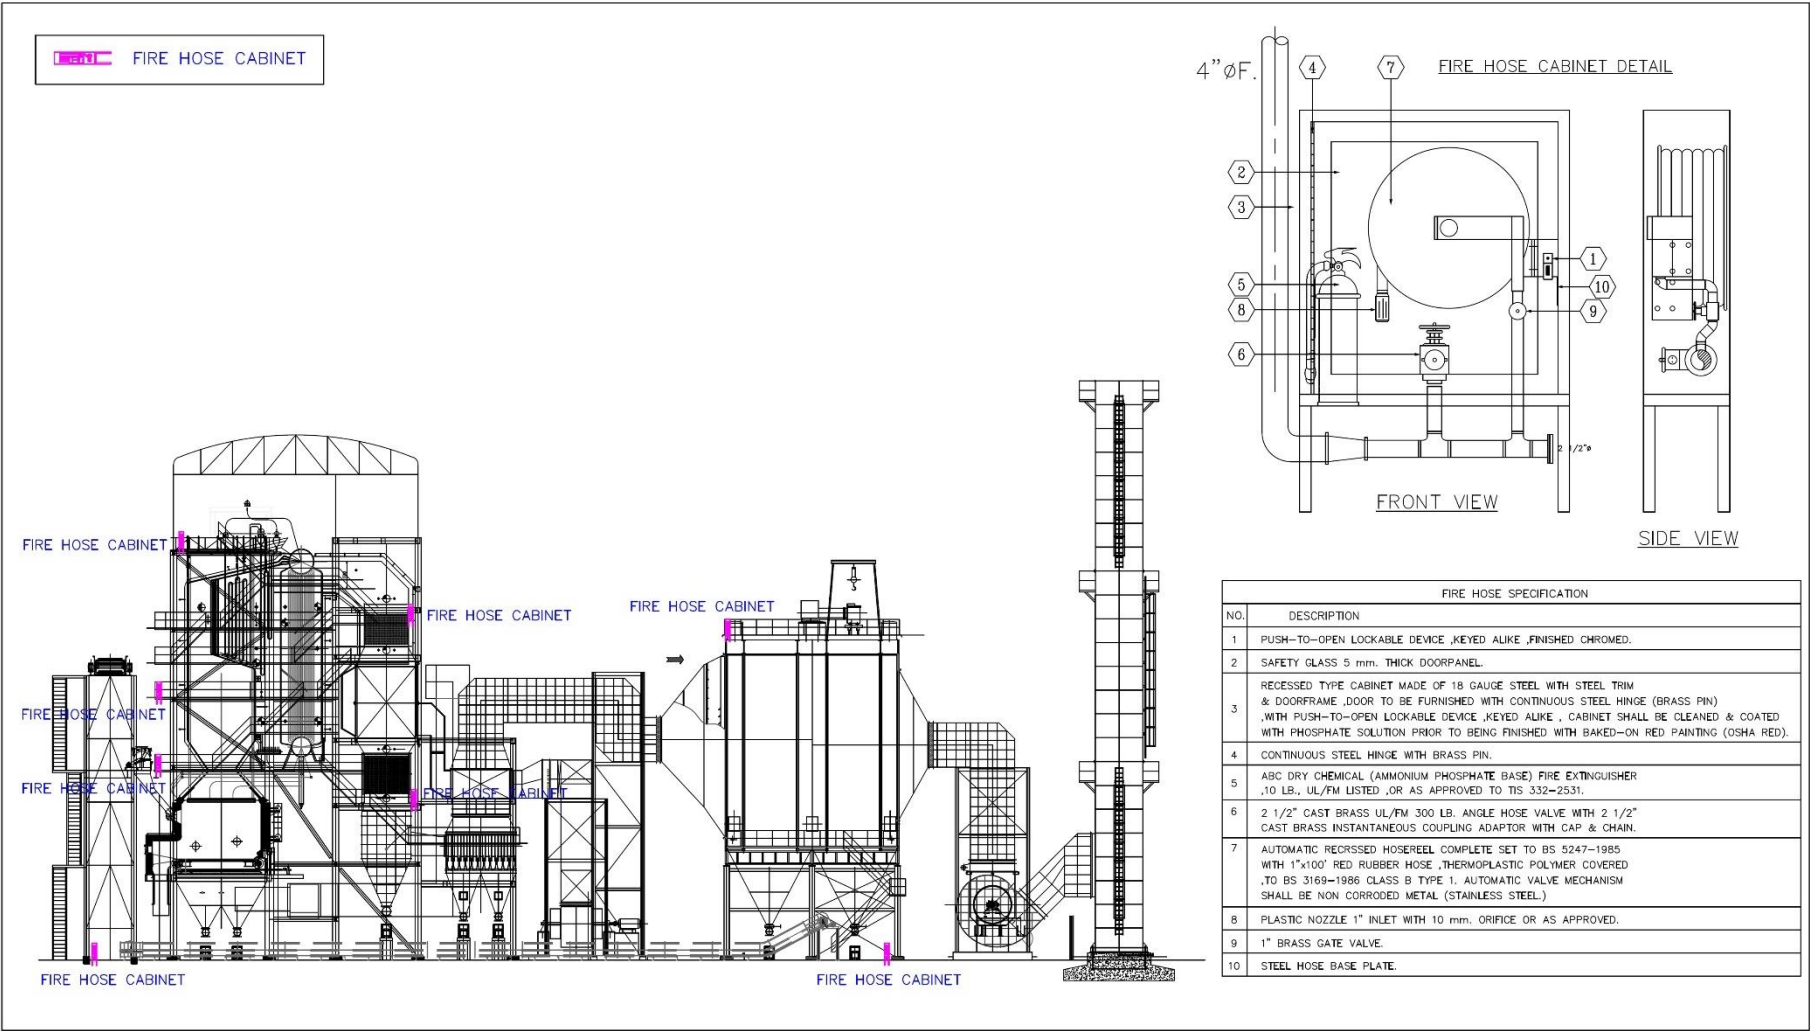 FIRE HOSE CABINET
4"øF.
4
7
FIRE HOSE CABINET DETAIL
2
3
1
5
10
8
9
6
2 1/2"ø
FRONT VIEW
SIDE VIEW
FIRE HOSE CABINET
FIRE HOSE CABINET
FIRE HOSE CABINET
FIRE HOSE CABINET
FIRE HOSE CABINET
FIRE HOSE CABINET
FIRE HOSE CABINET
FIRE HOSE CABINET
FIRE HOSE SPECIFICATION
NO. DESCRIPTION
1 PUSH-TO-OPEN LOCKABLE DEVICE ,KEYED ALIKE ,FINISHED CHROMED.
2 SAFETY GLASS 5 mm. THICK DOORPANEL.
3 RECESSED TYPE CABINET MADE OF 18 GAUGE STEEL WITH STEEL TRIM
& DOORFRAME ,DOOR TO BE FURNISHED WITH CONTINUOUS STEEL HINGE (BRASS PIN)
,WITH PUSH-TO-OPEN LOCKABLE DEVICE ,KEYED ALIKE , CABINET SHALL BE CLEANED & COATED
WITH PHOSPHATE SOLUTION PRIOR TO BEING FINISHED WITH BAKED-ON RED PAINTING (OSHA RED).
4 CONTINUOUS STEEL HINGE WITH BRASS PIN.
5 ABC DRY CHEMICAL (AMMONIUM PHOSPHATE BASE) FIRE EXTINGUISHER
,10 LB., UL/FM LISTED ,OR AS APPROVED TO TIS 332-2531.
6 2 1/2" CAST BRASS UL/FM 300 LB. ANGLE HOSE VALVE WITH 2 1/2"
CAST BRASS INSTANTANEOUS COUPLING ADAPTOR WITH CAP & CHAIN.
7 AUTOMATIC RECRSSED HOSEREEL COMPLETE SET TO BS 5247-1985
WITH 1"x100' RED RUBBER HOSE ,THERMOPLASTIC POLYMER COVERED
,TO BS 3169-1986 CLASS B TYPE 1. AUTOMATIC VALVE MECHANISM
SHALL BE NON CORRODED METAL (STAINLESS STEEL.)
8 PLASTIC NOZZLE 1" INLET WITH 10 mm. ORIFICE OR AS APPROVED.
9 1" BRASS GATE VALVE.
10 STEEL HOSE BASE PLATE.